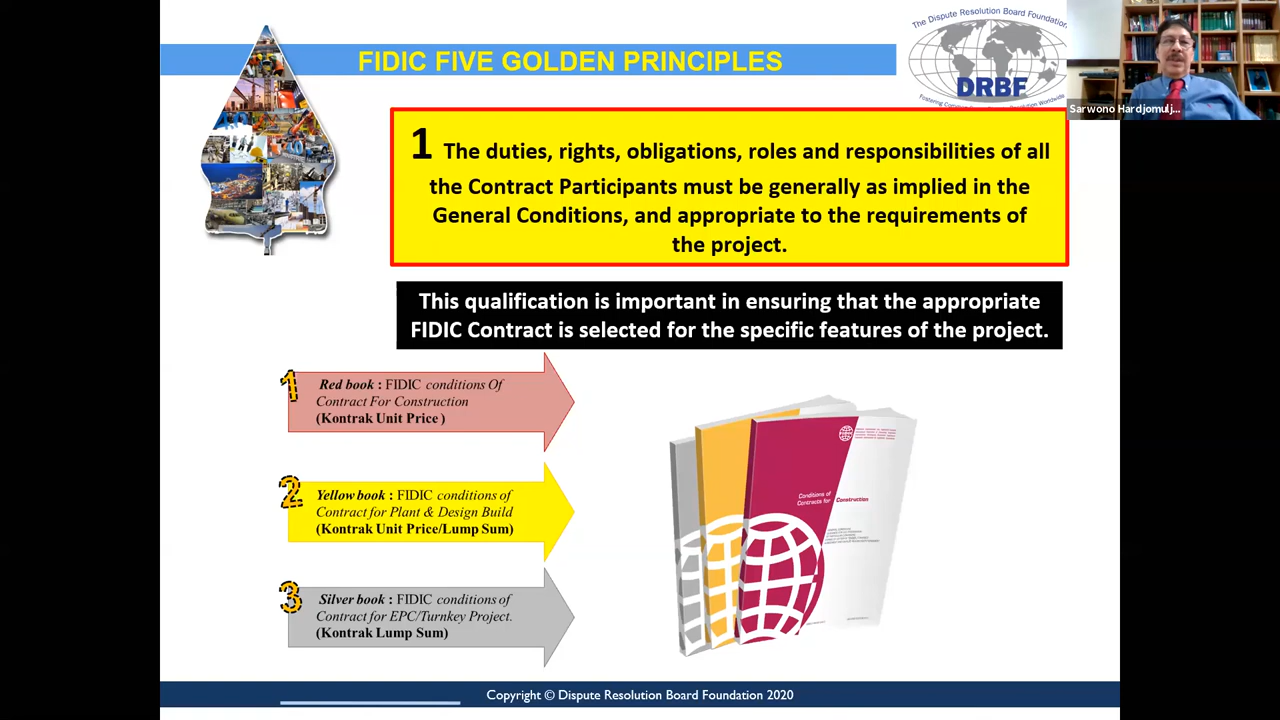 FIDIC FIVE GOLDEN PRINCIPLES
The Dispute Resolution Board Foundation
DRBF
Sarwono Hardjomulj...
1 The duties, rights, obligations, roles and responsibilities of all
the Contract Participants must be generally as implied in the
General Conditions, and appropriate to the requirements of
the project.
This qualification is important in ensuring that the appropriate
FIDIC Contract is selected for the specific features of the project.
1
Red book : FIDIC conditions Of
Contract For Construction
(Kontrak Unit Price )
2
Yellow book : FIDIC conditions of
Contract for Plant & Design Build
(Kontrak Unit Price/Lump Sum)
3
Silver book : FIDIC conditions of
Contract for EPC/Turnkey Project.
(Kontrak Lump Sum)
Conditions of
Contracts for Construction
Copyright © Dispute Resolution Board Foundation 2020